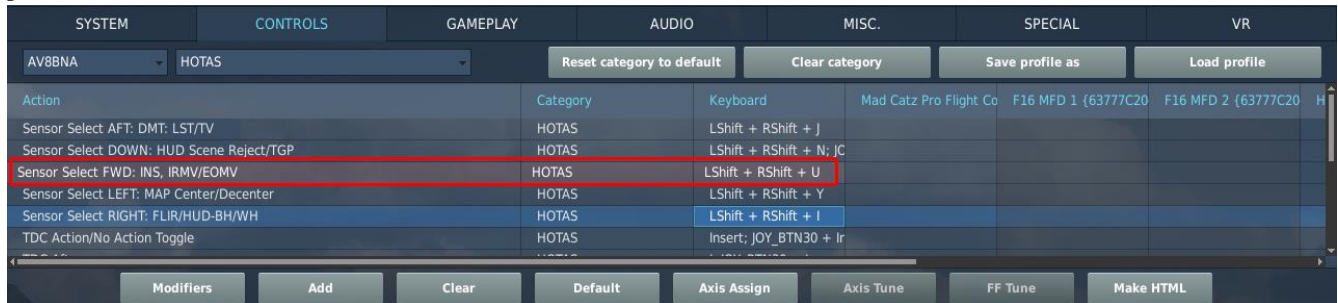 SYSTEM CONTROLS GAMEPLAY AUDIO MISC. SPECIAL VR
AV8BNA HOTAS Reset category to default Clear category Save profile as Load profile
Action Category Keyboard Mad Catz Pro Flight Co F16 MFD 1 {63777C20 F16 MFD 2 {63777C20 H
Sensor Select AFT: DMT: LST/TV HOTAS LShift + RShift + J
Sensor Select DOWN: HUD Scene Reject/TGP HOTAS LShift + RShift + N; JC
Sensor Select FWD: INS, IRMV/EOMV HOTAS LShift + RShift + U
Sensor Select LEFT: MAP Center/Decenter HOTAS LShift + RShift + Y
Sensor Select RIGHT: FLIR/HUD-BH/WH HOTAS LShift + RShift + I
TDC Action/No Action Toggle HOTAS Insert; JOY_BTN30 + Ir
Modifiers Add Clear Default Axis Assign Axis Tune FF Tune Make HTML